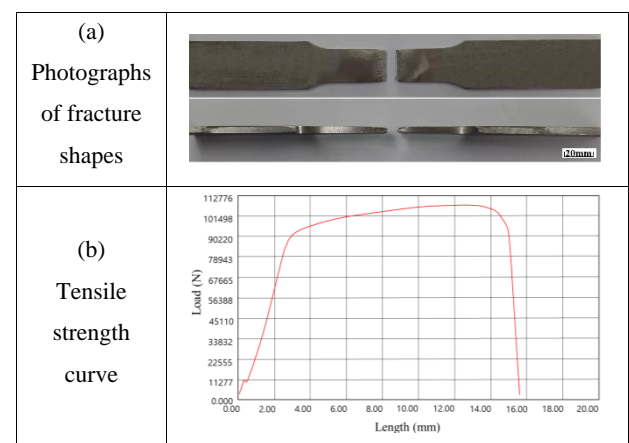 (a)
Photographs
of fracture
shapes
20mm
(b)
Tensile
strength
curve
Load (N)
112776
101498
90220
78943
67665
56388
45110
33832
22555
11277
0.000
0.00 2.00 4.00 6.00 8.00 10.00 12.00 14.00 16.00 18.00 20.00
Length (mm)